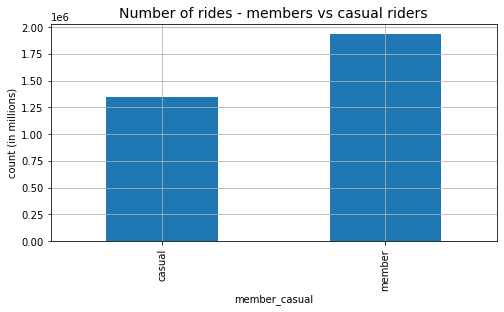 Number of rides - members vs casual riders
1e6
2.00
1.75
1.50
1.25
1.00
0.75
0.50
0.25
0.00
count (in millions)
casual
member
member_casual